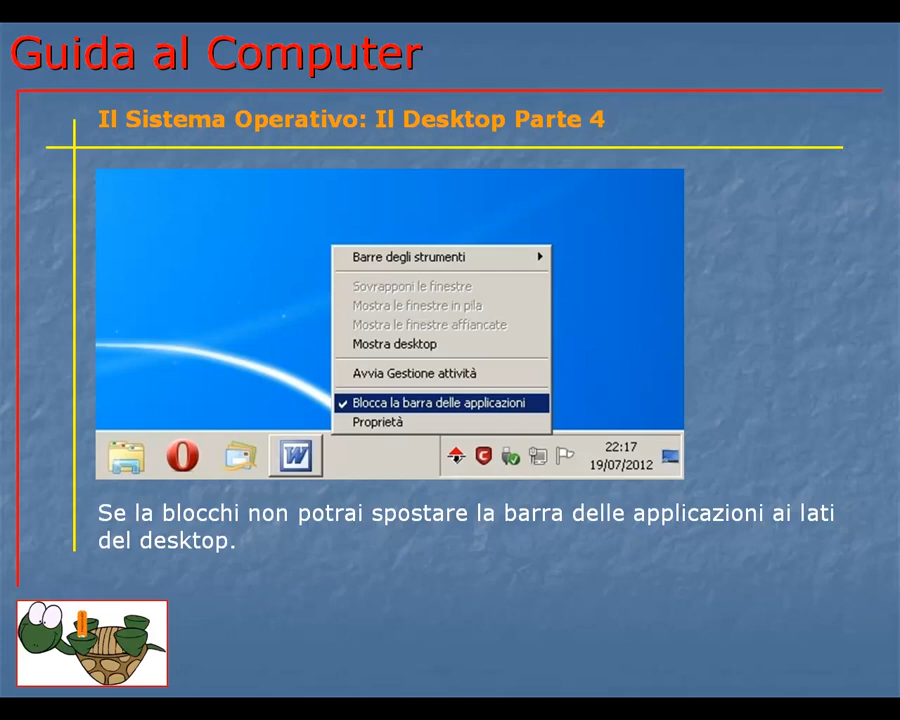 Guida al Computer
Il Sistema Operativo: Il Desktop Parte 4
Barre degli strumenti
Sovrapponi le finestre
Mostra le finestre in pila
Mostra le finestre affiancate
Mostra desktop
Avvia Gestione attività
Blocca la barra delle applicazioni
Proprietà
W
22:17
19/07/2012
Se la blocchi non potrai spostare la barra delle applicazioni ai lati
del desktop.